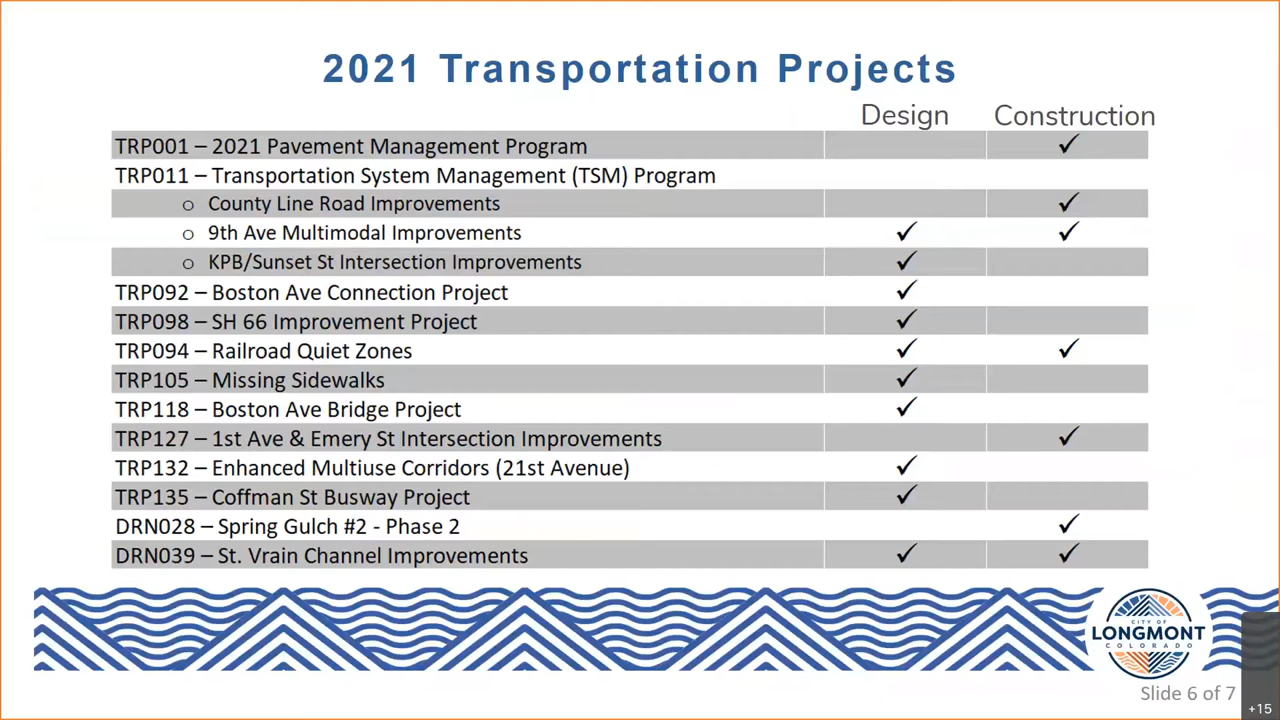 2021 Transportation Projects
Design Construction
TRP001 – 2021 Pavement Management Program ✓
TRP011 – Transportation System Management (TSM) Program
o County Line Road Improvements ✓
o 9th Ave Multimodal Improvements ✓ ✓
o KPB/Sunset St Intersection Improvements ✓
TRP092 – Boston Ave Connection Project ✓
TRP098 – SH 66 Improvement Project ✓
TRP094 – Railroad Quiet Zones ✓ ✓
TRP105 – Missing Sidewalks ✓
TRP118 – Boston Ave Bridge Project ✓
TRP127 – 1st Ave & Emery St Intersection Improvements ✓
TRP132 – Enhanced Multiuse Corridors (21st Avenue) ✓
TRP135 – Coffman St Busway Project ✓
DRN028 – Spring Gulch #2 - Phase 2 ✓
DRN039 – St. Vrain Channel Improvements ✓ ✓
CITY OF
LONGMONT
COLORADO
Slide 6 of 7
+15